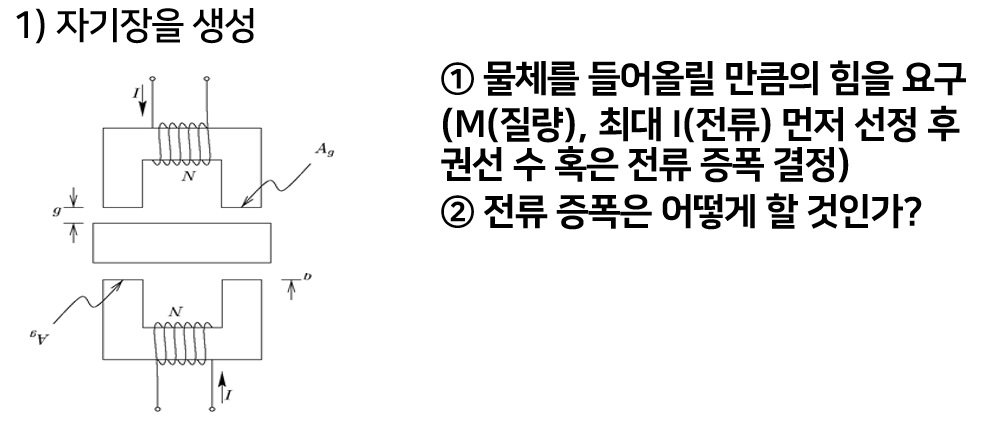 1) 자기장을 생성
① 물체를 들어올릴 만큼의 힘을 요구
(M(질량), 최대 I(전류) 먼저 선정 후
권선 수 혹은 전류 증폭 결정)
② 전류 증폭은 어떻게 할 것인가?
I
N
Ag
g
g
N
Ag
I